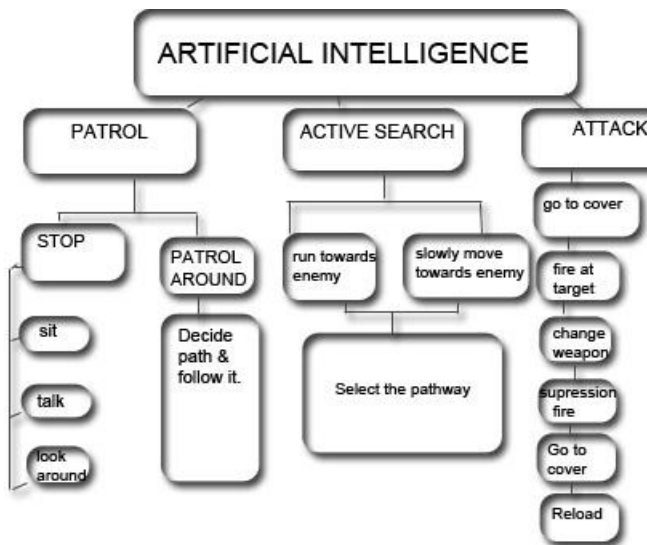 ARTIFICIAL INTELLIGENCE
PATROL
ACTIVE SEARCH
ATTACK
STOP
PATROL
AROUND
sit
talk
look
around
Decide
path &
follow it.
run towards
enemy
slowly move
towards enemy
Select the pathway
go to cover
fire at
target
change
weapon
supression
fire
Go to
cover
Reload